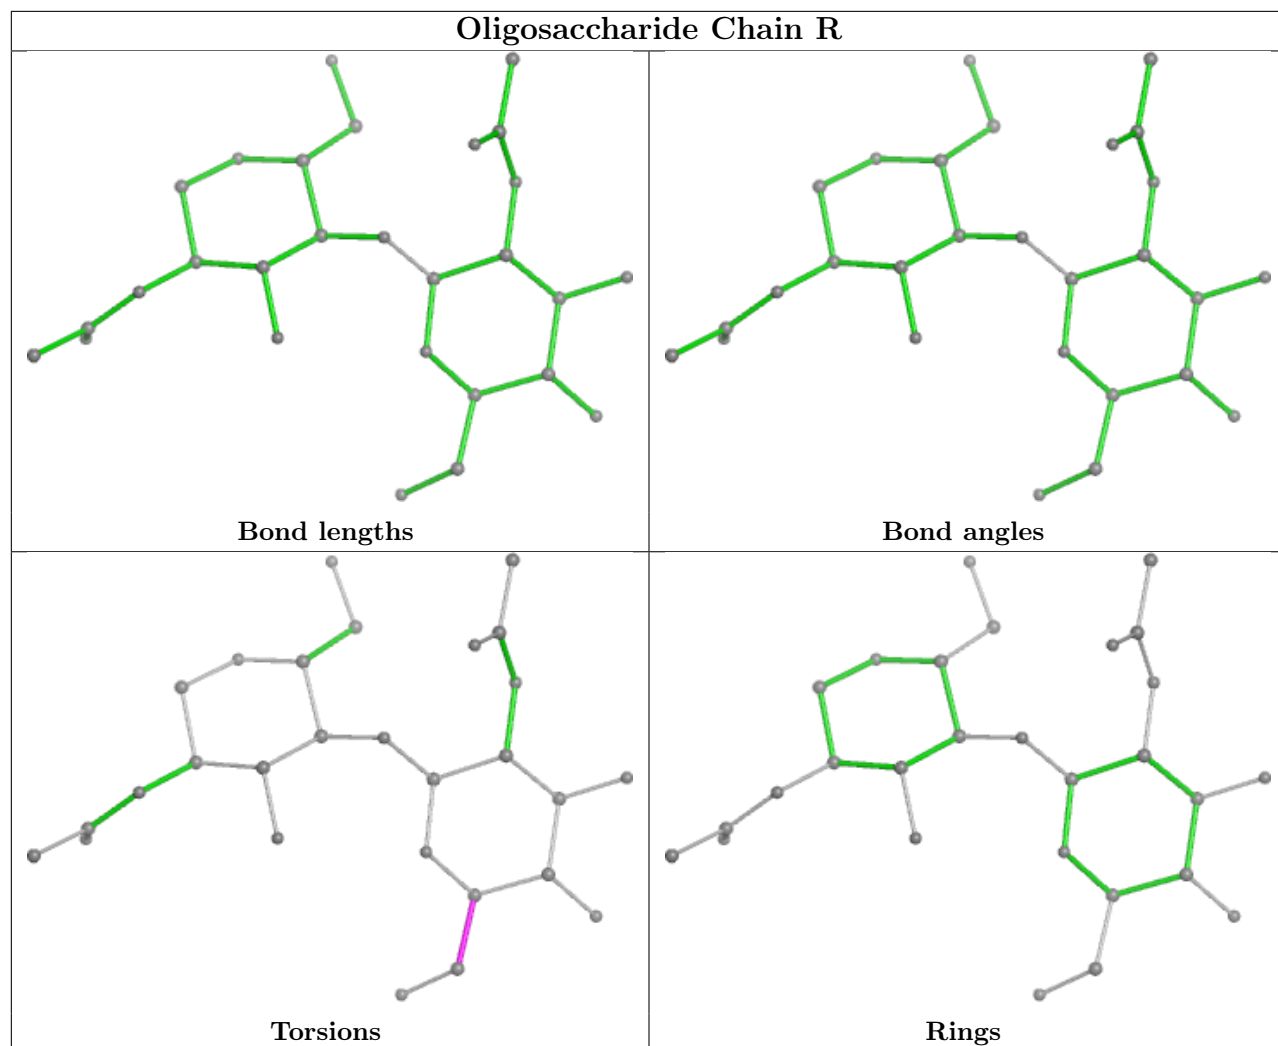 Oligosaccharide Chain R
Bond lengths
Bond angles
Torsions
Rings